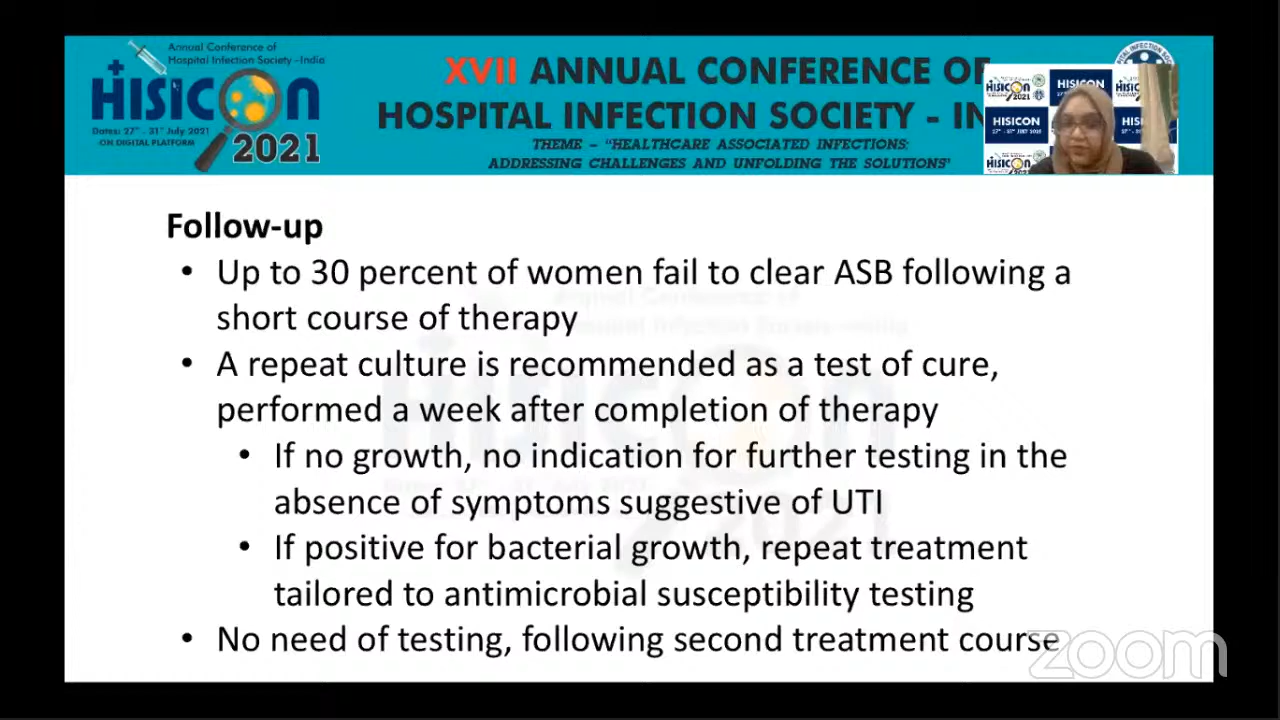 Annual Conference of
Hospital Infection Society -India
HISICON
Dates: 27th - 31st July 2021
ON DIGITAL PLATFORM
2021
XVII ANNUAL CONFERENCE OF
HOSPITAL INFECTION SOCIETY - IN
THEME - "HEALTHCARE ASSOCIATED INFECTIONS:
ADDRESSING CHALLENGES AND UNFOLDING THE SOLUTIONS"
HISICON
HISICON
Follow-up
• Up to 30 percent of women fail to clear ASB following a
short course of therapy
• A repeat culture is recommended as a test of cure,
performed a week after completion of therapy
• If no growth, no indication for further testing in the
absence of symptoms suggestive of UTI
• If positive for bacterial growth, repeat treatment
tailored to antimicrobial susceptibility testing
• No need of testing, following second treatment course
zoom